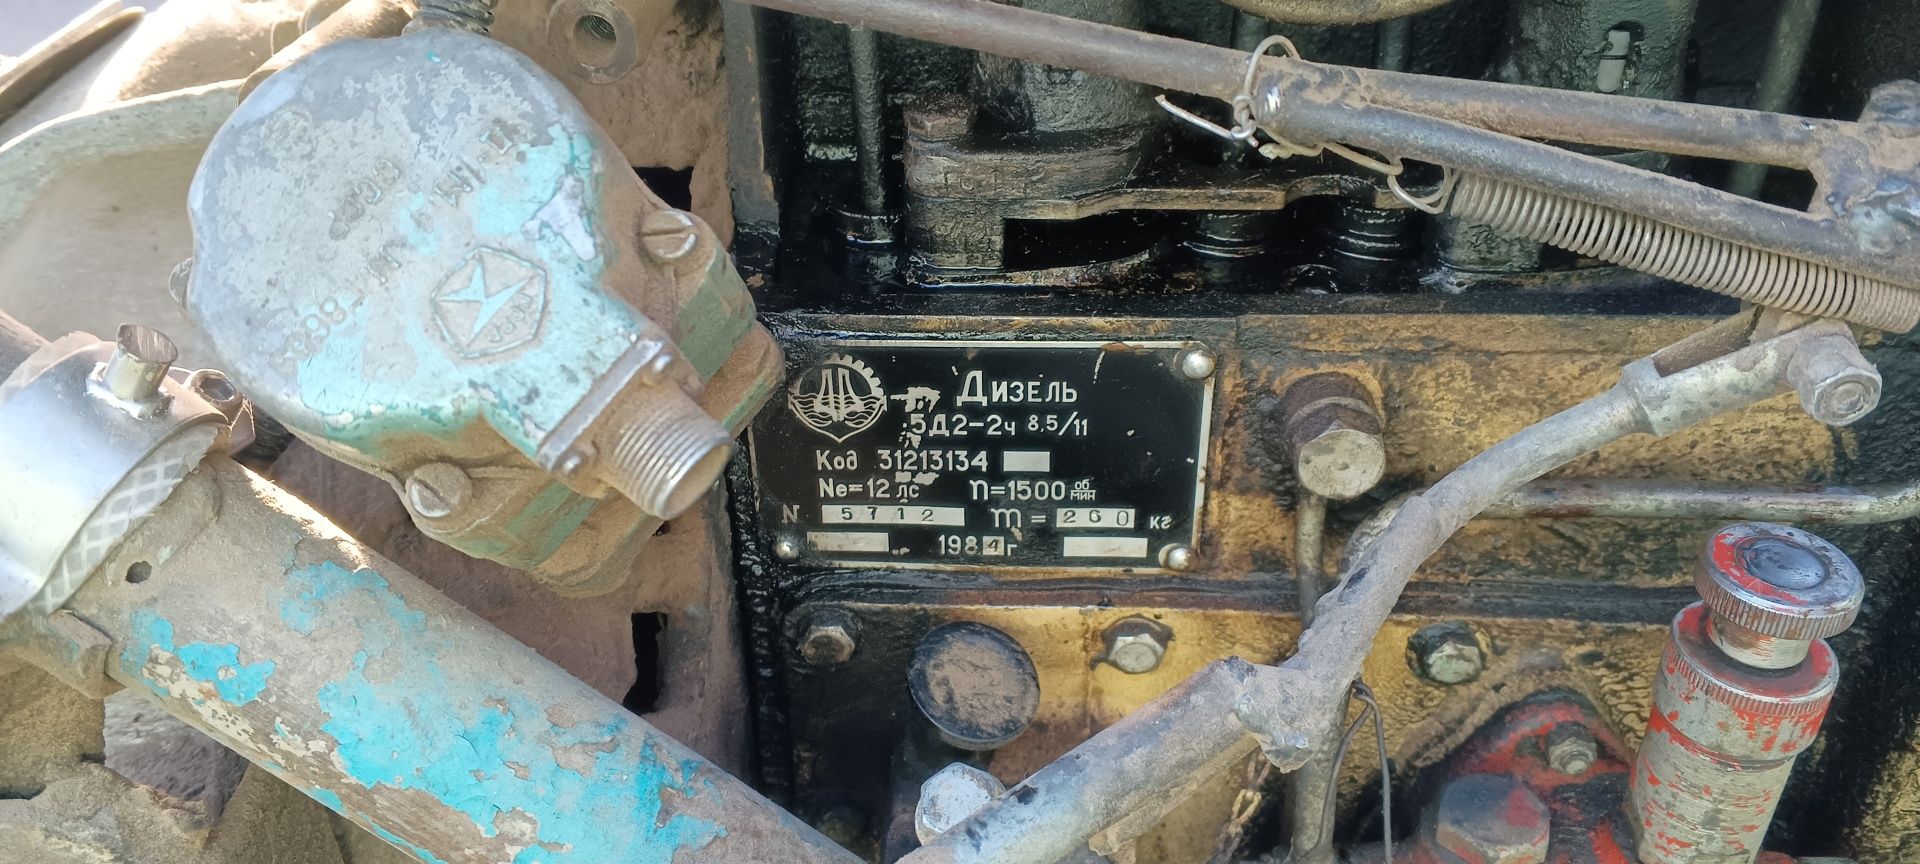 Дизель
5Д2-2ч 8,5/11
Код 31213134
Ne=12 лс n=1500 об/мин
N 5712 m=260 кг
1984г